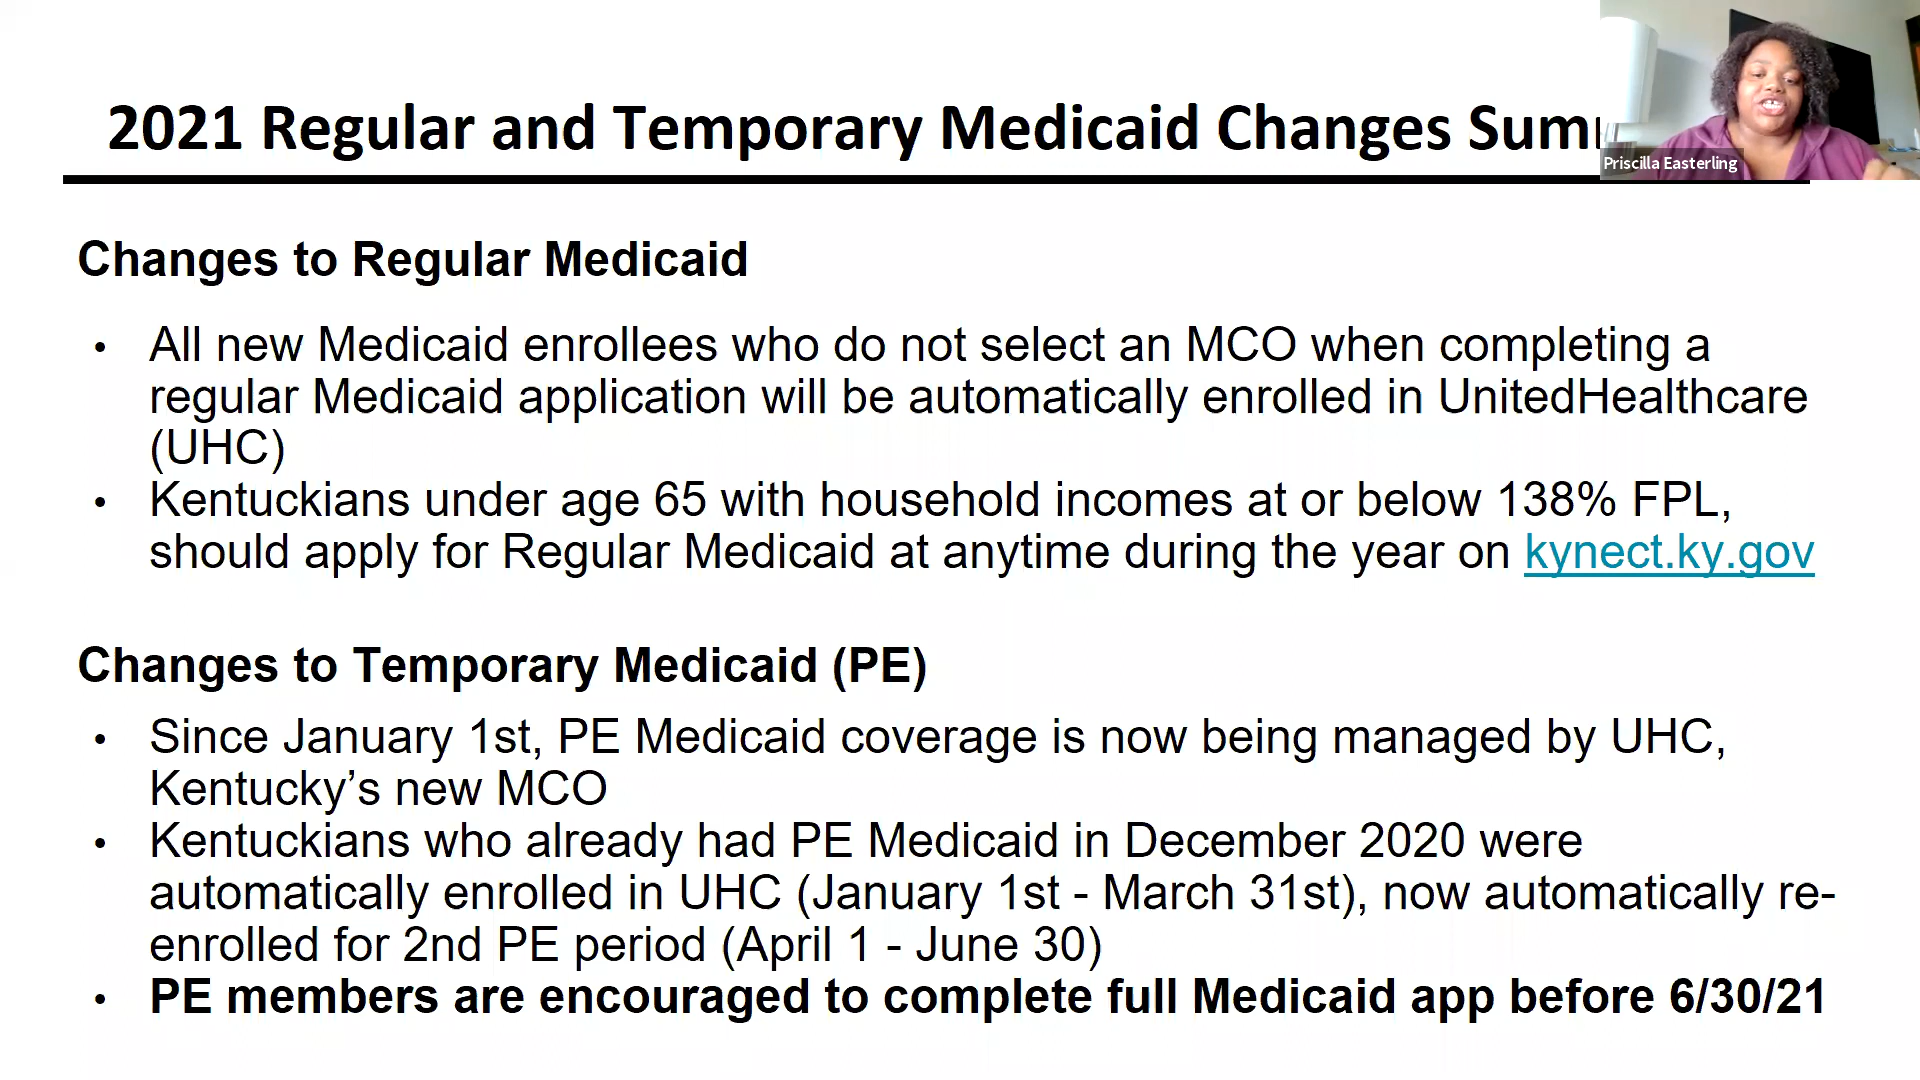 2021 Regular and Temporary Medicaid Changes
Priscilla Easterling
Changes to Regular Medicaid
• All new Medicaid enrollees who do not select an MCO when completing a
regular Medicaid application will be automatically enrolled in UnitedHealthcare
(UHC)
• Kentuckians under age 65 with household incomes at or below 138% FPL,
should apply for Regular Medicaid at anytime during the year on kynect.ky.gov
Changes to Temporary Medicaid (PE)
• Since January 1st, PE Medicaid coverage is now being managed by UHC,
Kentucky’s new MCO
• Kentuckians who already had PE Medicaid in December 2020 were
automatically enrolled in UHC (January 1st - March 31st), now automatically re-
enrolled for 2nd PE period (April 1 - June 30)
• PE members are encouraged to complete full Medicaid app before 6/30/21